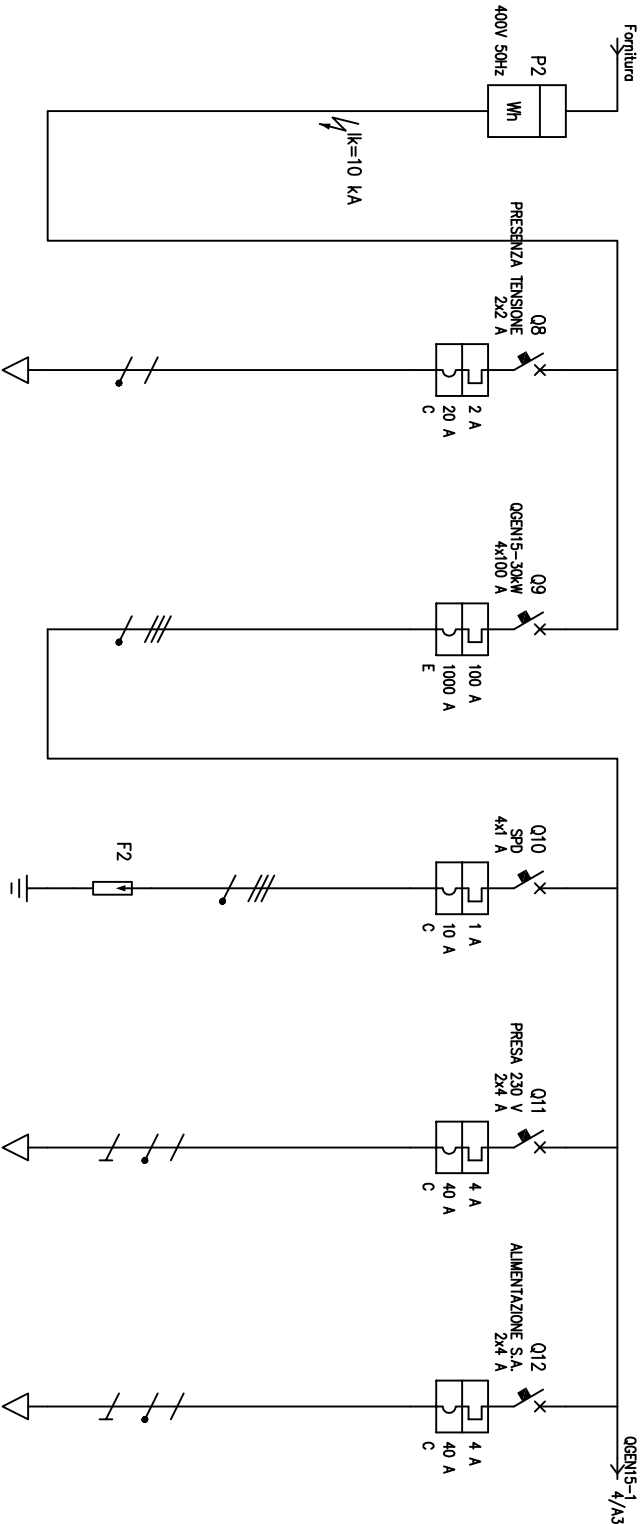 Fornitura
P2
400V 50Hz
Wh
Ik=10 kA
Q8
PRESENZA TENSIONE
2x2 A
2 A
20 A
C
Q9
QGEN15-30kW
4x100 A
100 A
1000 A
E
Q10
SPD
4x1 A
1 A
10 A
C
F2
Q11
PRESA 230 V
2x4 A
4 A
40 A
C
Q12
ALIMENTAZIONE S.A.
2x4 A
4 A
40 A
C
QGEN15-1
4/A3